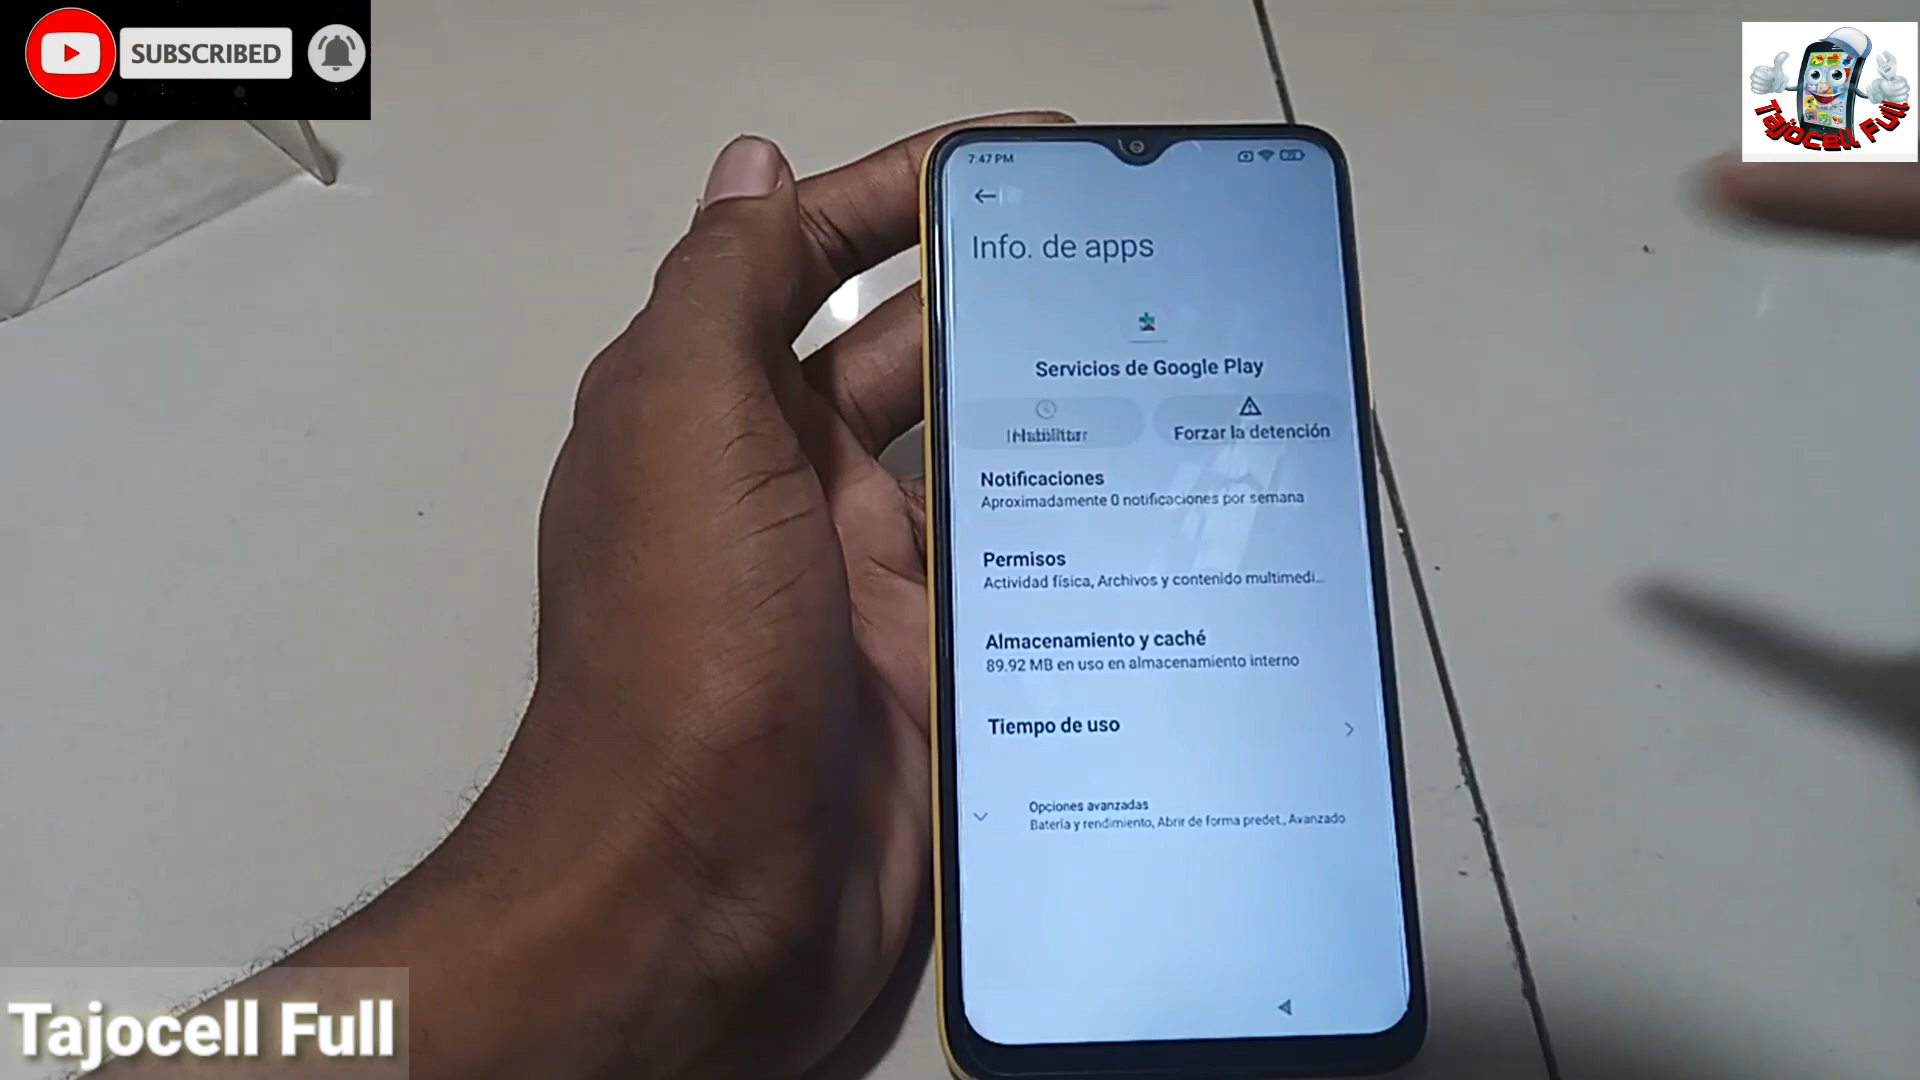 SUBSCRIBED
Tajocell Full
7:47 PM
Info. de apps
Servicios de Google Play
Forzar la detención
Notificaciones
Aproximadamente 0 notificaciones por semana
Permisos
Actividad física, Archivos y contenido multimedi...
Almacenamiento y caché
89.92 MB en uso en almacenamiento interno
Tiempo de uso
Opciones avanzadas
Batería y rendimiento, Abrir de forma predet., Avanzado
Tajocell Full